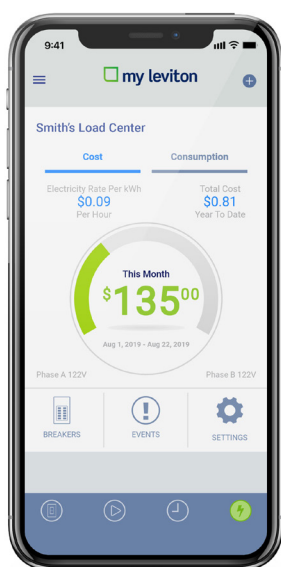 9:41
my leviton
Smith's Load Center
Cost Consumption
Electricity Rate Per kWh Total Cost
$0.09 $0.81
Per Hour Year To Date
This Month
$135⁰⁰
Aug 1, 2019 - Aug 22, 2019
Phase A 122V Phase B 122V
BREAKERS EVENTS SETTINGS